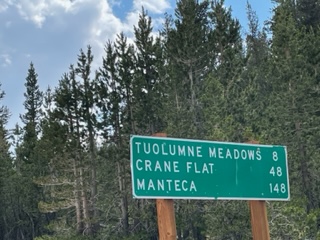 TUOLUMNE MEADOWS 8
CRANE FLAT 48
MANTECA 148